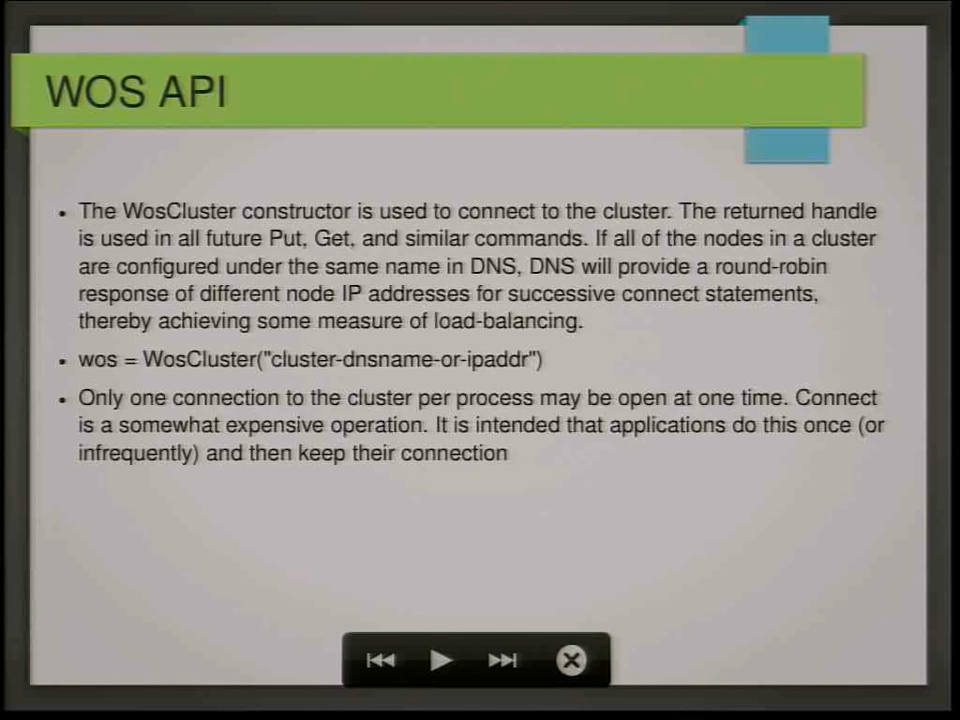 WOS API
• The WosCluster constructor is used to connect to the cluster. The returned handle
is used in all future Put, Get, and similar commands. If all of the nodes in a cluster
are configured under the same name in DNS, DNS will provide a round-robin
response of different node IP addresses for successive connect statements,
thereby achieving some measure of load-balancing.
• wos = WosCluster("cluster-dnsname-or-ipaddr")
• Only one connection to the cluster per process may be open at one time. Connect
is a somewhat expensive operation. It is intended that applications do this once (or
infrequently) and then keep their connection